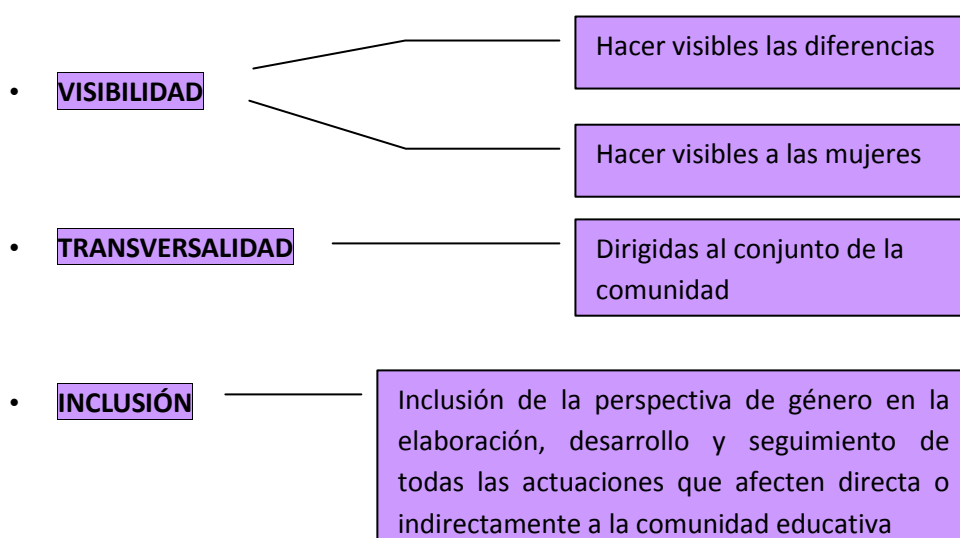 Hacer visibles las diferencias
• VISIBILIDAD
Hacer visibles a las mujeres
• TRANSVERSALIDAD
Dirigidas al conjunto de la
comunidad
• INCLUSIÓN
Inclusión de la perspectiva de género en la
elaboración, desarrollo y seguimiento de
todas las actuaciones que afecten directa o
indirectamente a la comunidad educativa